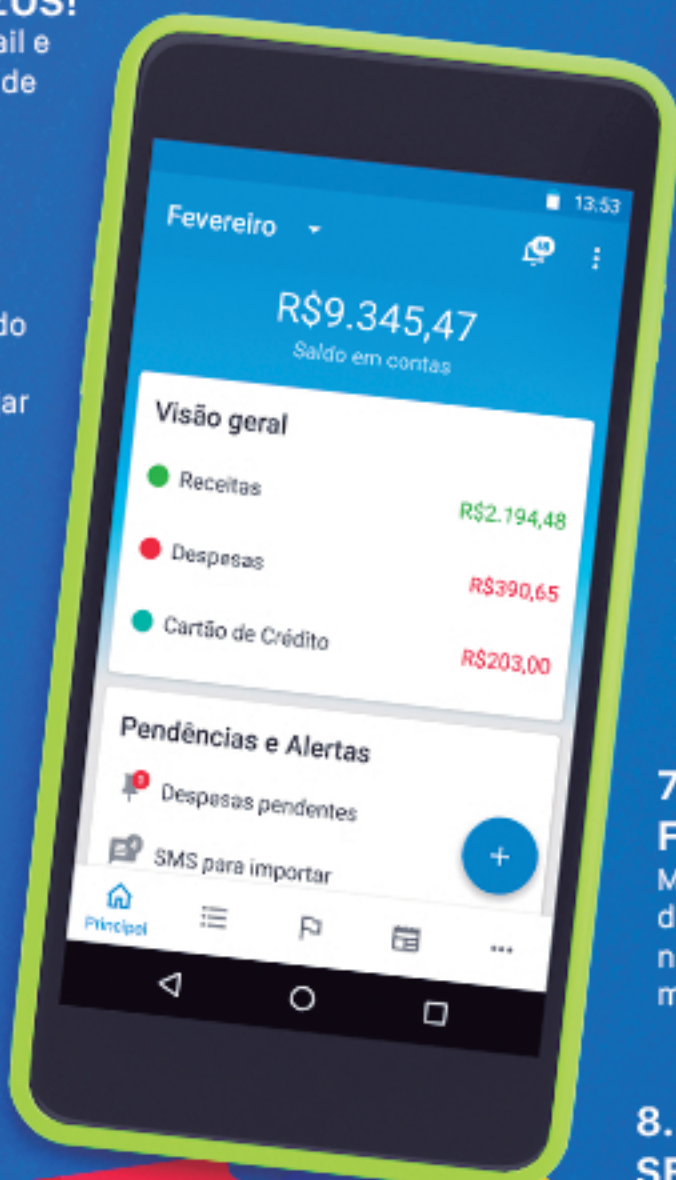 ail e
de
do
ar
13:53
Fevereiro
R$9.345,47
Saldo em contas
Visão geral
Receitas
R$2.194,48
Despesas
R$390,65
Cartão de Crédito
R$203,00
Pendências e Alertas
Despesas pendentes
SMS para importar
+
Principal
7
F
M
d
n
m
8.